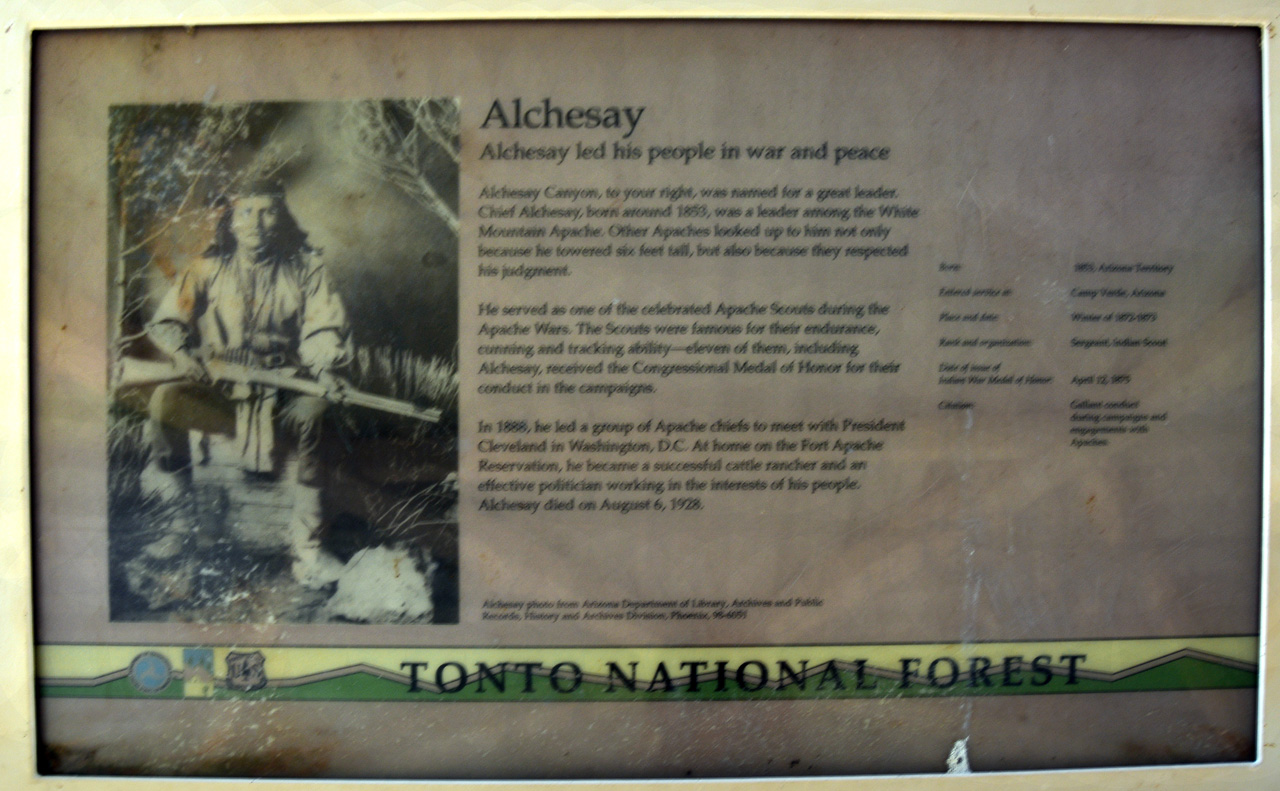 Alchesay
Alchesay led his people in war and peace
Alchesay Canyon, to your right, was named for a great leader.
Chief Alchesay, born around 1853, was a leader among the White
Mountain Apache. Other Apaches looked up to him not only
because he towered six feet tall, but also because they respected
his judgment.
He served as one of the celebrated Apache Scouts during the
Apache Wars. The Scouts were famous for their endurance,
cunning and tracking ability—eleven of them, including
Alchesay, received the Congressional Medal of Honor for their
conduct in the campaigns.
In 1888, he led a group of Apache chiefs to meet with President
Cleveland in Washington, D.C. At home on the Fort Apache
Reservation, he became a successful cattle rancher and an
effective politician working in the interests of his people.
Alchesay died on August 6, 1928.
Born: 1853, Arizona Territory
Entered service at: Camp Verde, Arizona
Place and date: Winter of 1872-1873
Rank and organization: Sergeant, Indian Scout
Date of issue of
Indian War Medal of Honor: April 12, 1875
Citation: Gallant conduct
during campaigns and
engagements with
Apaches
Alchesay photo from Arizona Department of Library, Archives and Public
Records, History and Archives Division, Phoenix, 98-6051
TONTO NATIONAL FOREST